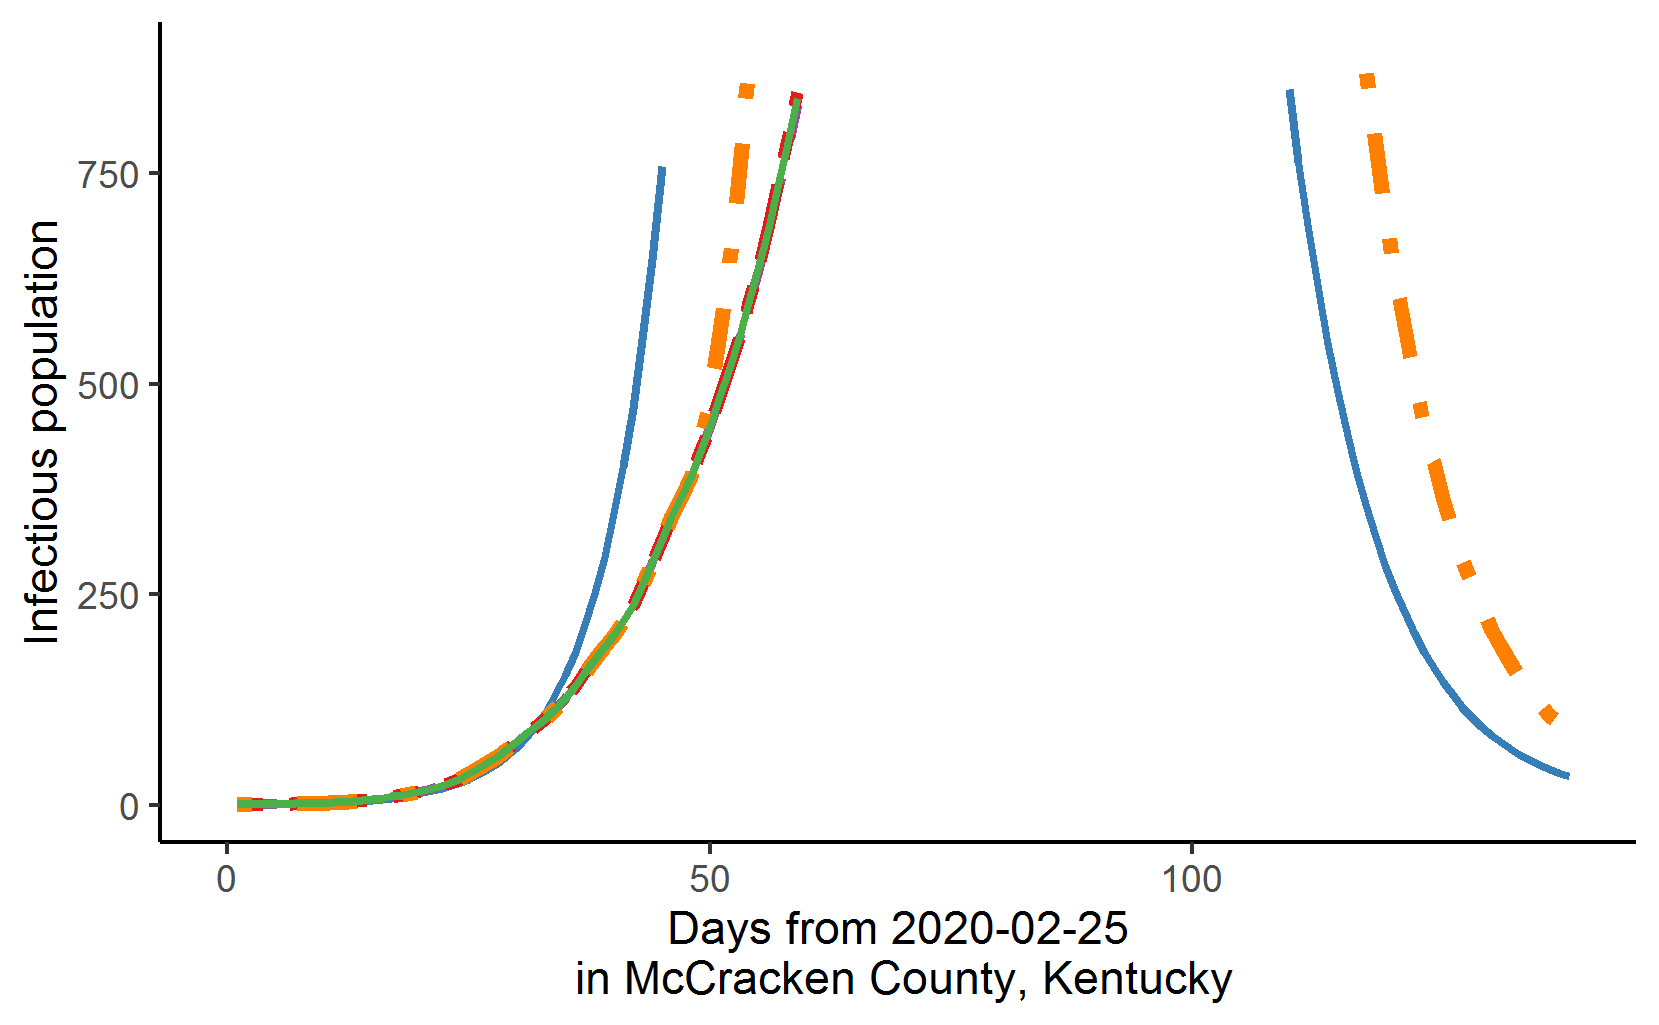 Infectious population
750
500
250
0
0 50 100
Days from 2020-02-25
in McCracken County, Kentucky